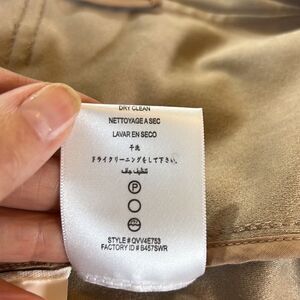 DRY CLEAN
NETTOYAGE A SEC
LAVAR EN SECO
干洗
ドライクリーニングをして下さい。
تنظيف جاف
P
STYLE # QVV4E753
FACTORY ID # B457SWR